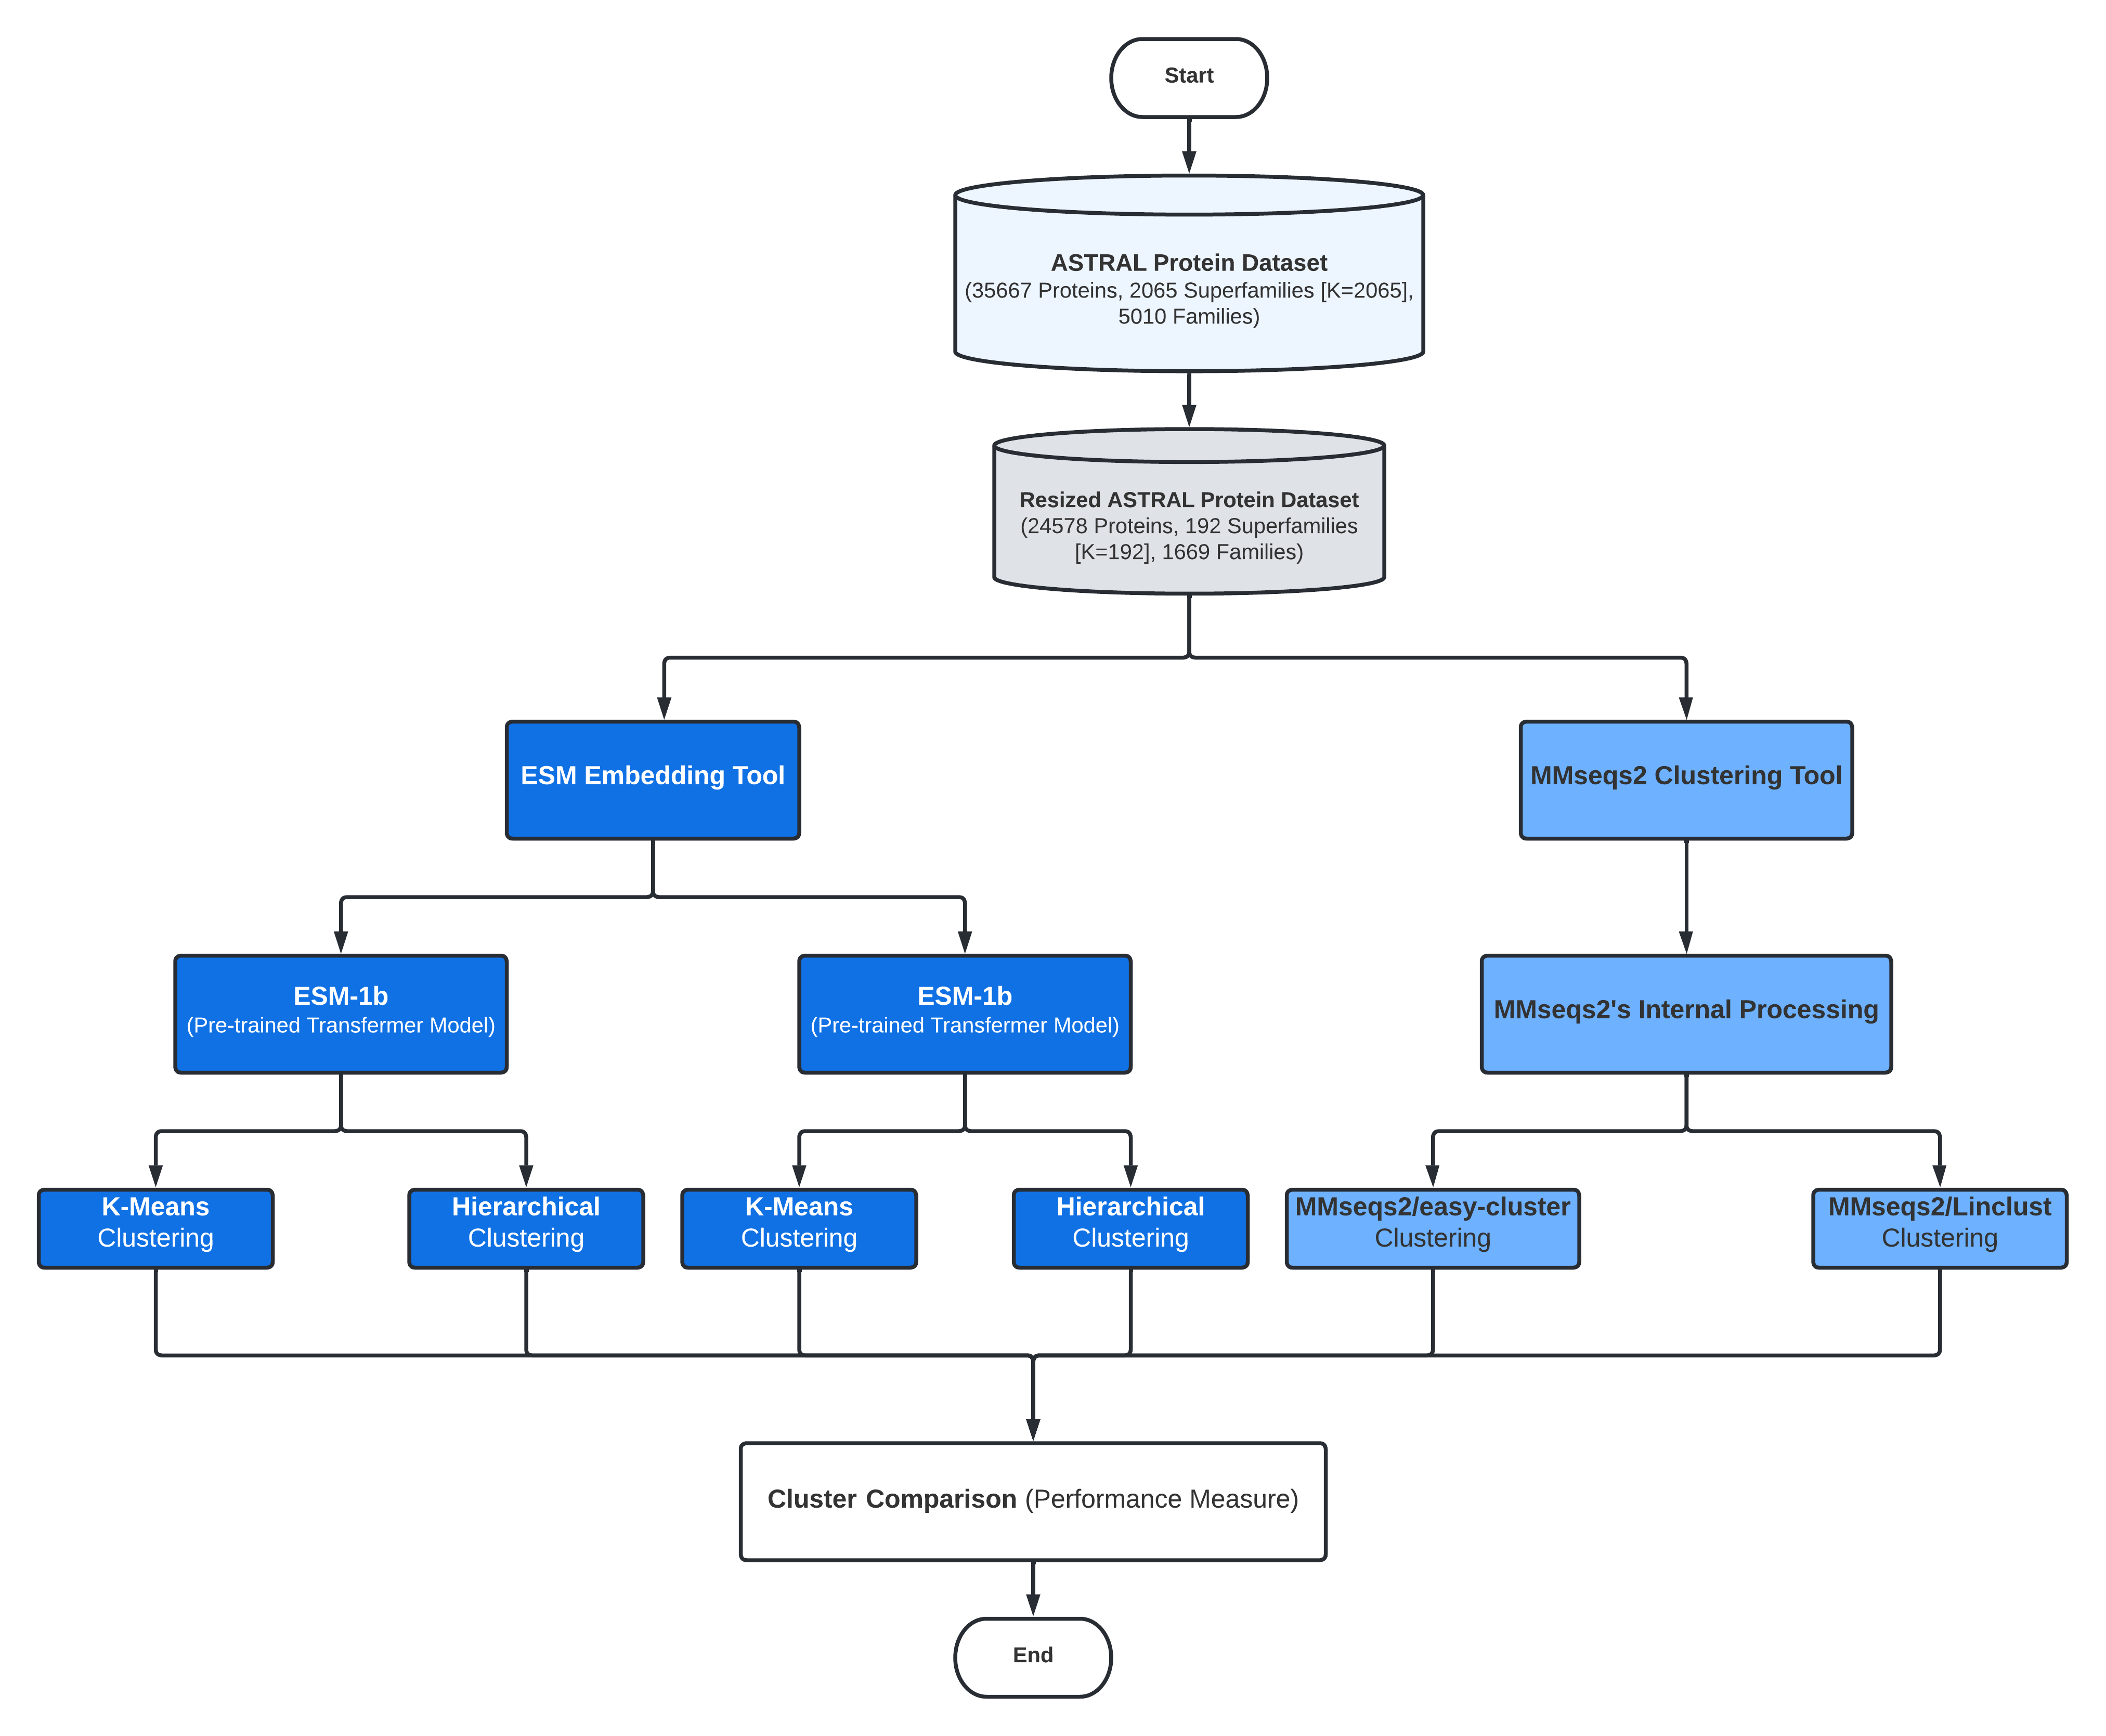 Start
ASTRAL Protein Dataset
(35667 Proteins, 2065 Superfamilies [K=2065],
5010 Families)
Resized ASTRAL Protein Dataset
(24578 Proteins, 192 Superfamilies
[K=192], 1669 Families)
ESM Embedding Tool
MMseqs2 Clustering Tool
ESM-1b
(Pre-trained Transfermer Model)
ESM-1b
(Pre-trained Transfermer Model)
MMseqs2's Internal Processing
K-Means
Clustering
Hierarchical
Clustering
K-Means
Clustering
Hierarchical
Clustering
MMseqs2/easy-cluster
Clustering
MMseqs2/Linclust
Clustering
Cluster Comparison (Performance Measure)
End